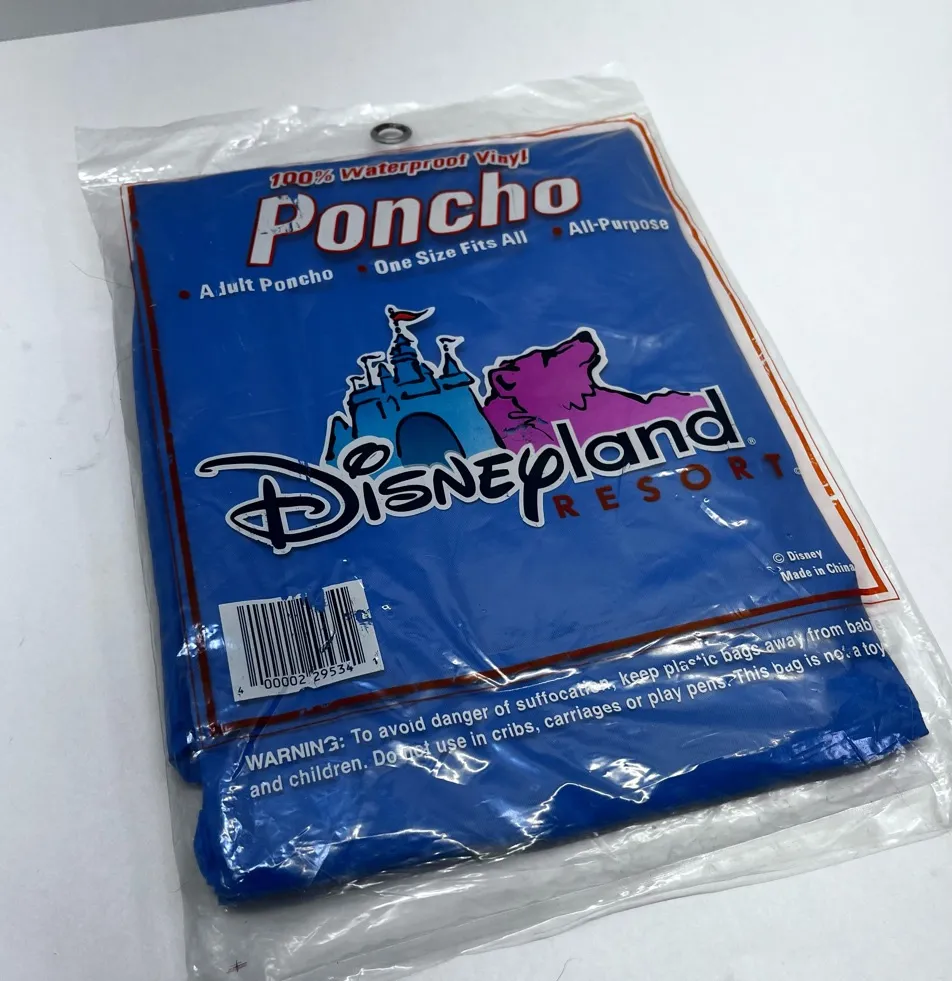 100% Waterproof Vinyl
Poncho
• Adult Poncho • One Size Fits All • All-Purpose
Disneyland®
RESORT
© Disney
Made in China
4 00002 29534 1
WARNING: To avoid danger of suffocation, keep plastic bags away from babies
and children. Do not use in cribs, carriages or play pens. This bag is not a toy